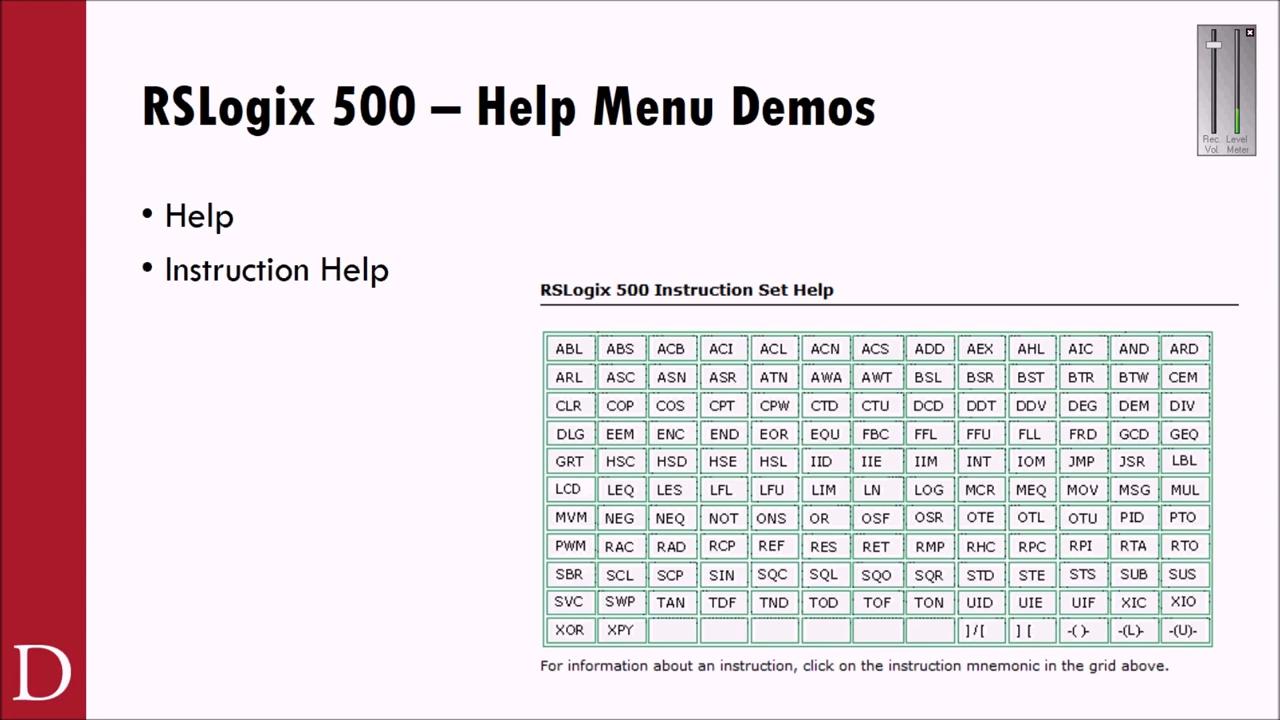 RSLogix 500 – Help Menu Demos
Rec. Level
Vol. Meter
• Help
• Instruction Help
RSLogix 500 Instruction Set Help
ABL ABS ACB ACI ACL ACN ACS ADD AEX AHL AIC AND ARD
ARL ASC ASN ASR ATN AWA AWT BSL BSR BST BTR BTW CEM
CLR COP COS CPT CPW CTD CTU DCD DDT DDV DEG DEM DIV
DLG EEM ENC END EOR EQU FBC FFL FFU FLL FRD GCD GEQ
GRT HSC HSD HSE HSL IID IIE IIM INT IOM JMP JSR LBL
LCD LEQ LES LFL LFU LIM LN LOG MCR MEQ MOV MSG MUL
MVM NEG NEQ NOT ONS OR OSF OSR OTE OTL OTU PID PTO
PWM RAC RAD RCP REF RES RET RMP RHC RPC RPI RTA RTO
SBR SCL SCP SIN SQC SQL SQO SQR STD STE STS SUB SUS
SVC SWP TAN TDF TND TOD TOF TON UID UIE UIF XIC XIO
XOR XPY ]/[ ] [ -( )- -(L)- -(U)-
For information about an instruction, click on the instruction mnemonic in the grid above.
D